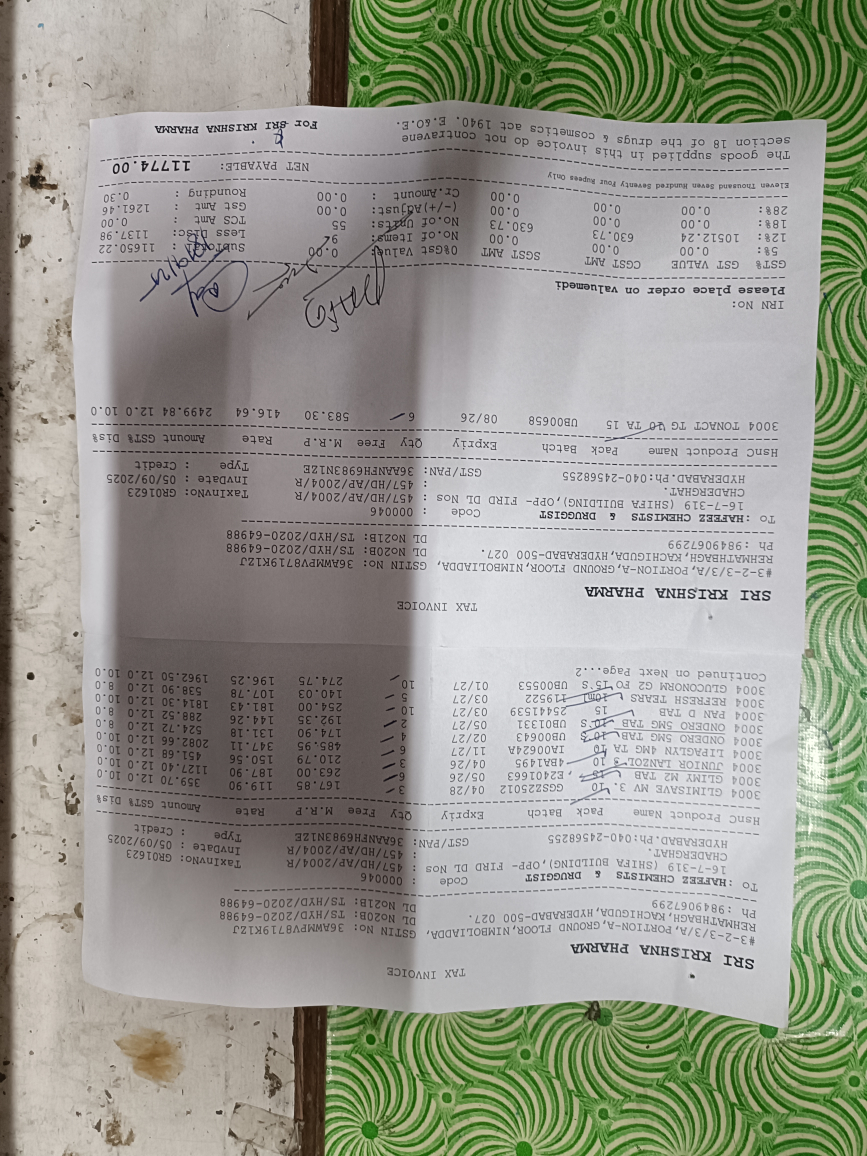 TAX INVOICE
SRI KRISHNA PHARMA
#3-2-3/3/A, PORTION-A, GROUND FLOOR, NIMBOLIADDA, GSTIN No: 36AWMPV8719K1ZJ
REHMATHBAGH, KACHIGUDA, HYDERABAD-500 027. DL No20B: TS/HYD/2020-64988
Ph :9849067299 DL No21B: TS/HYD/2020-64988
To :HAFEEZ CHEMISTS & DRUGGIST Code : 000046
16-7-319 (SHIFA BUILDING), OPP- FIRD DL Nos : 457/HD/AP/2004/R TaxInvNo: GR01623
CHADERGHAT. : 457/HD/AP/2004/R InvDate : 05/09/2025
HYDERABAD.Ph:040-24568255 GST/PAN: 36AANFH6983N1ZE Type : Credit
HsnC Product Name Pack Batch Expriy Qty Free M.R.P Rate Amount GST% Dis%
3004 GLIMISAVE MV 3. 10 GSGSZ25012 04/28 3 167.85 119.90 359.70 12.0 10.0
3004 GLIMY M2 TAB 15 82401663 05/26 6 263.00 187.90 1127.40 12.0 10.0
3004 JUNIOR LANZOL 3 10 4BA1495 04/26 3 210.79 150.56 451.68 12.0 10.0
3004 LIPAGLYN 4MG TA 10 IA00624A 11/27 6 485.95 347.11 2082.66 12.0 10.0
3004 ONDERO 5MG TAB 10'S UB00643 02/27 4 174.90 131.18 524.72 12.0 8.0
3004 ONDERO 5MG TAB 10'S UB01331 05/27 2 192.35 144.26 288.52 12.0 8.0
3004 PAN D TAB 15 25441539 03/27 10 254.00 181.43 1814.30 12.0 10.0
3004 REFRESH TEARS 10ml 119522 03/27 5 140.03 107.78 538.90 12.0 8.0
3004 GLUCONORM G2 FO 15'S UB00553 01/27 10 274.75 196.25 1962.50 12.0 10.0
Continued on Next Page...2
TAX INVOICE
SRI KRISHNA PHARMA
#3-2-3/3/A, PORTION-A, GROUND FLOOR, NIMBOLIADDA, GSTIN No: 36AWMPV8719K1ZJ
REHMATHBAGH, KACHIGUDA, HYDERABAD-500 027. DL No20B: TS/HYD/2020-64988
Ph :9849067299 DL No21B: TS/HYD/2020-64988
To :HAFEEZ CHEMISTS & DRUGGIST Code : 000046
16-7-319 (SHIFA BUILDING), OPP- FIRD DL Nos : 457/HD/AP/2004/R TaxInvNo: GR01623
CHADERGHAT. : 457/HD/AP/2004/R InvDate : 05/09/2025
HYDERABAD.Ph:040-24568255 GST/PAN: 36AANFH6983N1ZE Type : Credit
HsnC Product Name Pack Batch Expriy Qty Free M.R.P Rate Amount GST% Dis%
3004 TONACT TG 20 TA 15 UB00658 08/26 6 583.30 416.64 2499.84 12.0 10.0
IRN No:
Please place order on valuemedi
GST% GST VALUE CGST AMT SGST AMT 0%Gst Value: 0.00 SubTotal : 11650.22
5%: 0.00 0.00 0.00 No.of Items: 9 Less Disc: 1137.98
12%: 10512.24 630.73 630.73 No.of Units: 55 TCS Amt : 0.00
18%: 0.00 0.00 0.00 (-/+)Adjust: 0.00 Gst Amt : 1261.46
28%: 0.00 0.00 0.00 Cr.Amount : 0.00 Rounding : 0.30
Eleven Thousand Seven Hundred Seventy Four Rupees Only
NET PAYABLE: 11774.00
The goods supplied in this invoice do not contravene
section 18 of the drugs & cosmetics act 1940. E.&O.E.
For SRI KRISHNA PHARMA